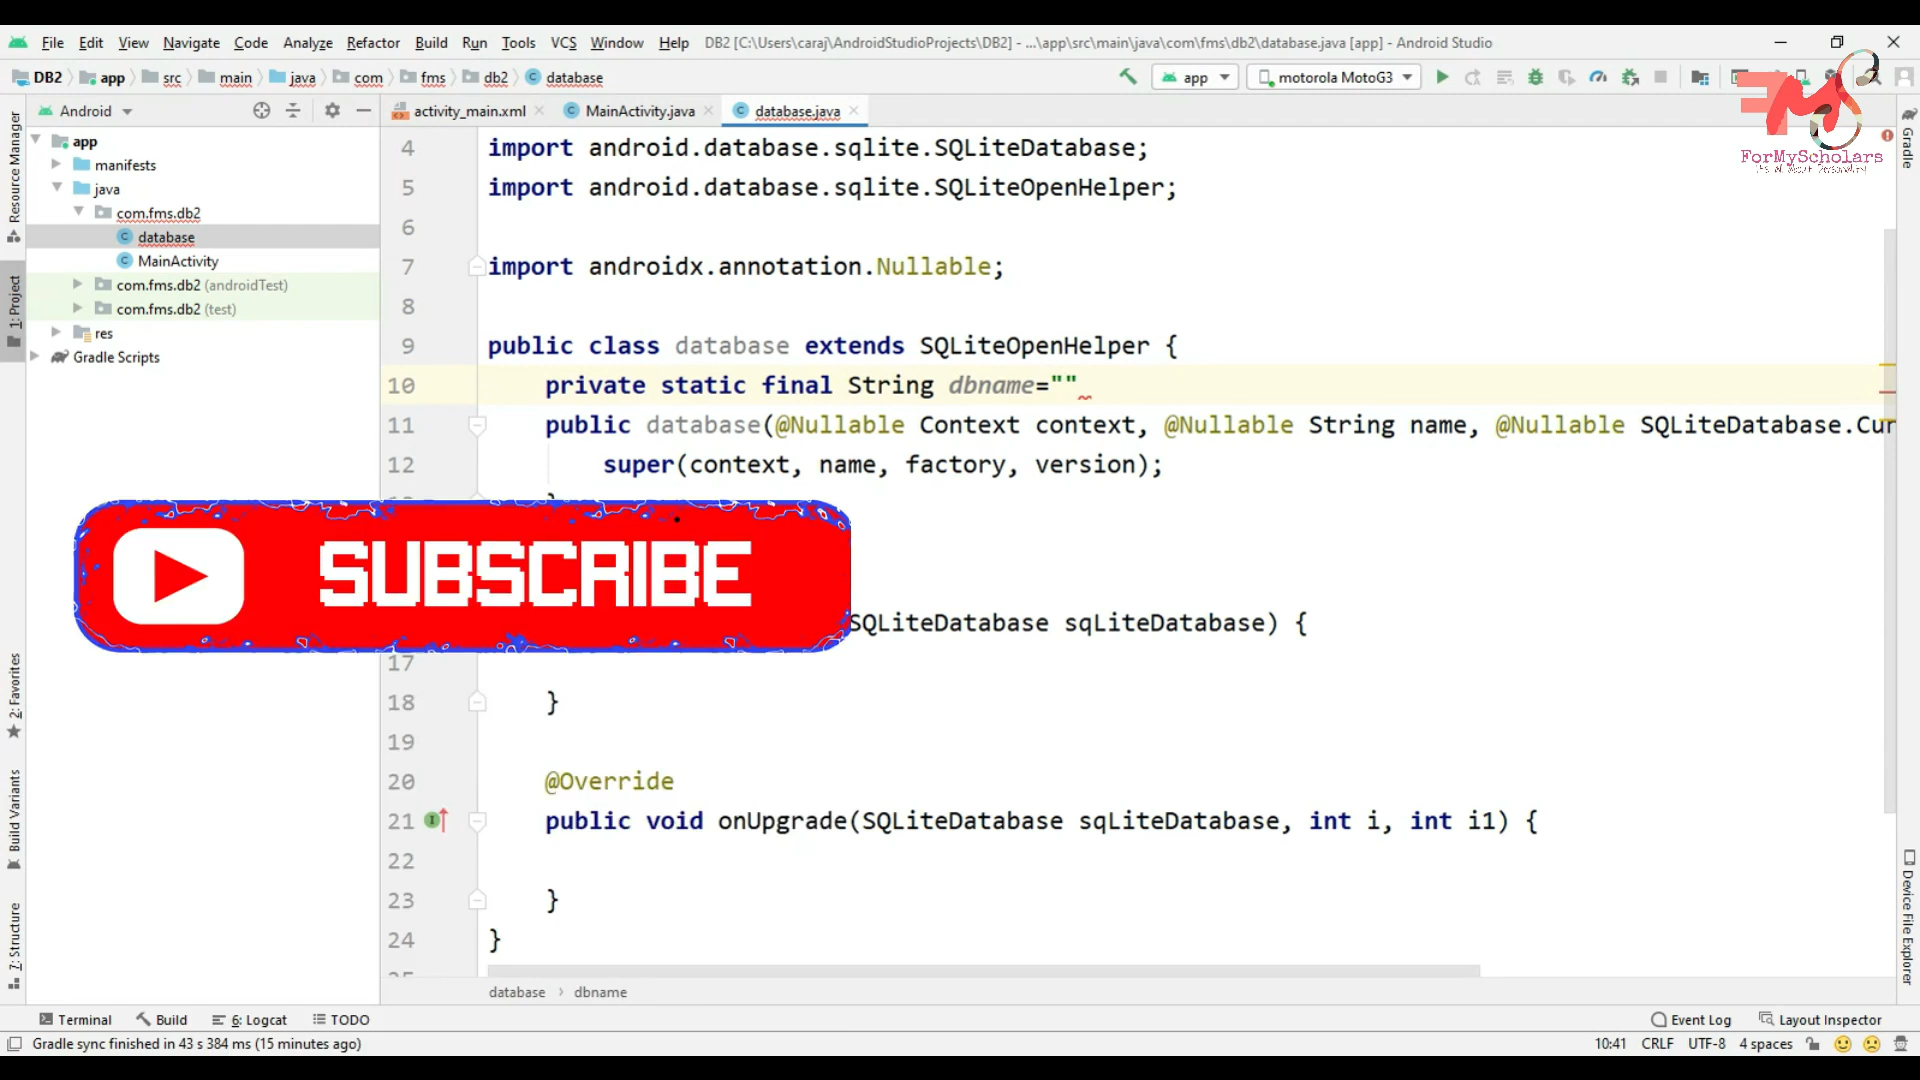 File Edit View Navigate Code Analyze Refactor Build Run Tools VCS Window Help DB2 [C:\Users\caraj\AndroidStudioProjects\DB2] - ...\app\src\main\java\com\fms\db2\database.java [app] - Android Studio
DB2 app src main java com fms db2 database app motorola MotoG3
Android activity_main.xml MainActivity.java database.java
ForMyScholars
app
manifests
java
com.fms.db2
database
MainActivity
com.fms.db2 (androidTest)
com.fms.db2 (test)
res
Gradle Scripts
Resource Manager
1: Project
2: Favorites
Build Variants
7: Structure
4 import android.database.sqlite.SQLiteDatabase;
5 import android.database.sqlite.SQLiteOpenHelper;
6
7 import androidx.annotation.Nullable;
8
9 public class database extends SQLiteOpenHelper {
10 private static final String dbname=""
11 public database(@Nullable Context context, @Nullable String name, @Nullable SQLiteDatabase.Cur
12 super(context, name, factory, version);
SUBSCRIBE
SQLiteDatabase sqLiteDatabase) {
17
18 }
19
20 @Override
21 public void onUpgrade(SQLiteDatabase sqLiteDatabase, int i, int i1) {
22
23 }
24 }
Gradle
Device File Explorer
database dbname
Terminal Build 6: Logcat TODO Event Log Layout Inspector
Gradle sync finished in 43 s 384 ms (15 minutes ago) 10:41 CRLF UTF-8 4 spaces